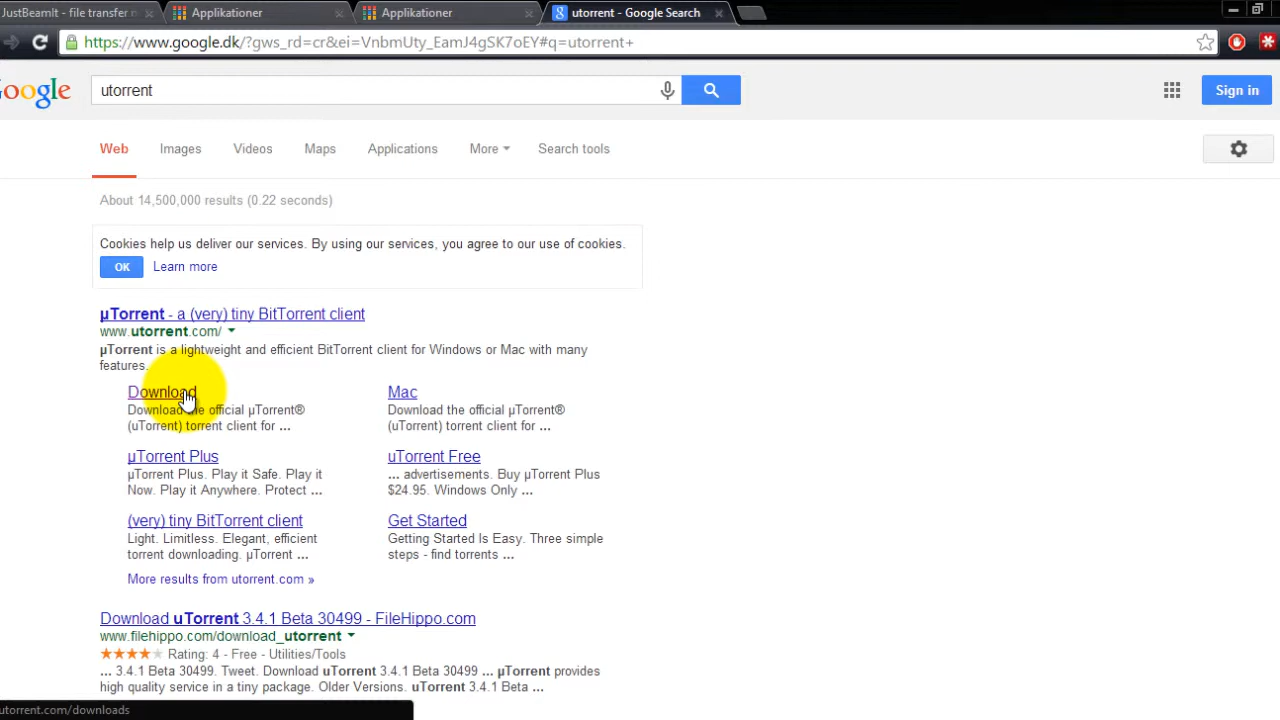 JustBeamIt - file transfer n
Applikationer
Applikationer
utorrent - Google Search
https://www.google.dk/?gws_rd=cr&ei=VnbmUty_EamJ4gSK7oEY#q=utorrent+
Google
utorrent
Sign in
Web
Images
Videos
Maps
Applications
More
Search tools
About 14,500,000 results (0.22 seconds)
Cookies help us deliver our services. By using our services, you agree to our use of cookies.
OK
Learn more
µTorrent - a (very) tiny BitTorrent client
www.utorrent.com/
µTorrent is a lightweight and efficient BitTorrent client for Windows or Mac with many
features.
Download
Download the official µTorrent®
(uTorrent) torrent client for ...
Mac
Download the official µTorrent®
(uTorrent) torrent client for ...
µTorrent Plus
µTorrent Plus. Play it Safe. Play it
Now. Play it Anywhere. Protect ...
uTorrent Free
... advertisements. Buy µTorrent Plus
$24.95. Windows Only ...
(very) tiny BitTorrent client
Light. Limitless. Elegant, efficient
torrent downloading. µTorrent ...
Get Started
Getting Started Is Easy. Three simple
steps - find torrents ...
More results from utorrent.com »
Download uTorrent 3.4.1 Beta 30499 - FileHippo.com
www.filehippo.com/download_utorrent
Rating: 4 - Free - Utilities/Tools
... 3.4.1 Beta 30499. Tweet. Download uTorrent 3.4.1 Beta 30499 ... µTorrent provides
high quality service in a tiny package. Older Versions. uTorrent 3.4.1 Beta ...
utorrent.com/downloads